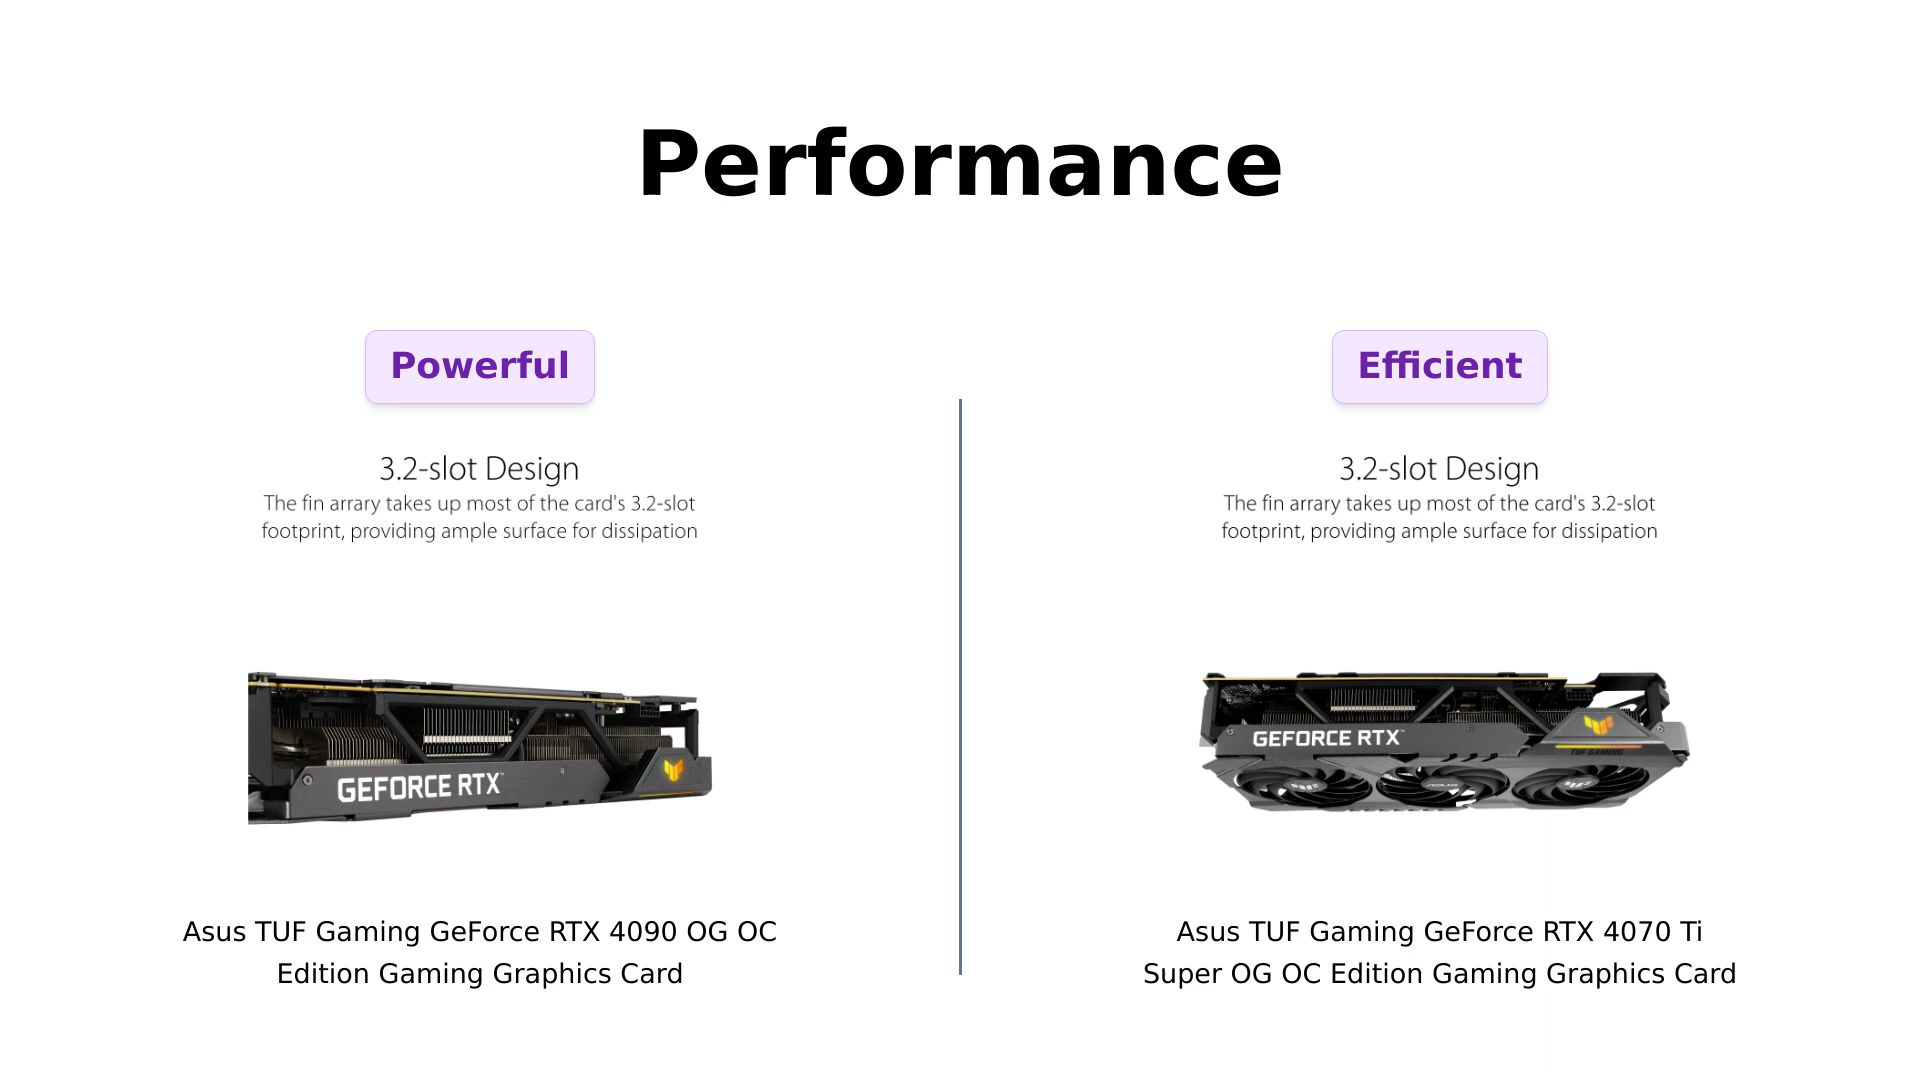 Performance
Powerful
3.2-slot Design
The fin arrary takes up most of the card's 3.2-slot
footprint, providing ample surface for dissipation
GEFORCE RTX
Asus TUF Gaming GeForce RTX 4090 OG OC
Edition Gaming Graphics Card
Efficient
3.2-slot Design
The fin arrary takes up most of the card's 3.2-slot
footprint, providing ample surface for dissipation
GEFORCE RTX
TUF GAMING
Asus TUF Gaming GeForce RTX 4070 Ti
Super OG OC Edition Gaming Graphics Card